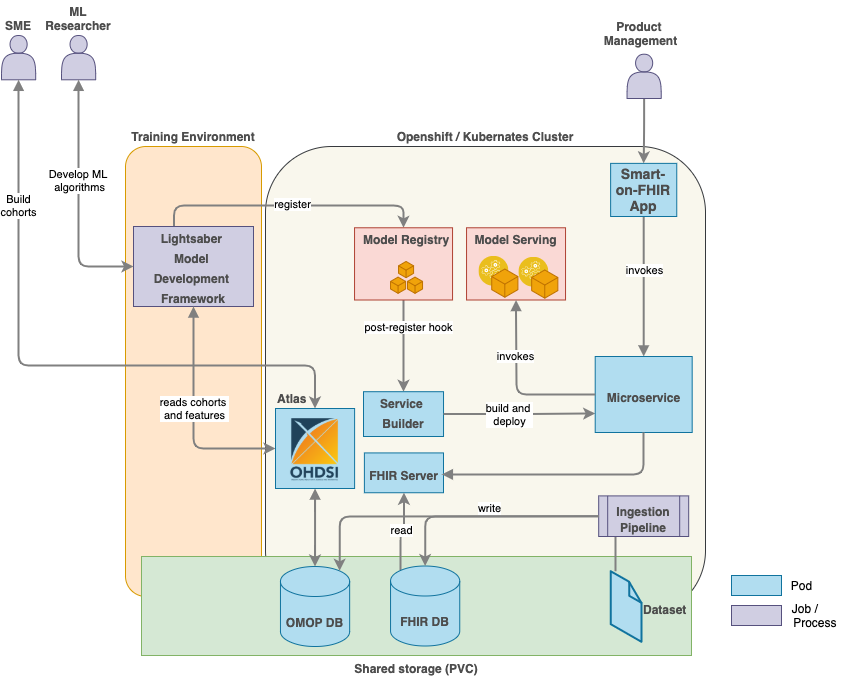 SME
ML
Researcher
Product
Management
Training Environment
Openshift / Kubernates Cluster
Build
cohorts
Develop ML
algorithms
Smart-
on-FHIR
App
register
Lightsaber
Model
Development
Framework
Model Registry
Model Serving
invokes
post-register hook
invokes
reads cohorts
and features
Atlas
OHDSI
Service
Builder
build and
deploy
Microservice
FHIR Server
write
read
Ingestion
Pipeline
OMOP DB
FHIR DB
Dataset
Pod
Job /
Process
Shared storage (PVC)